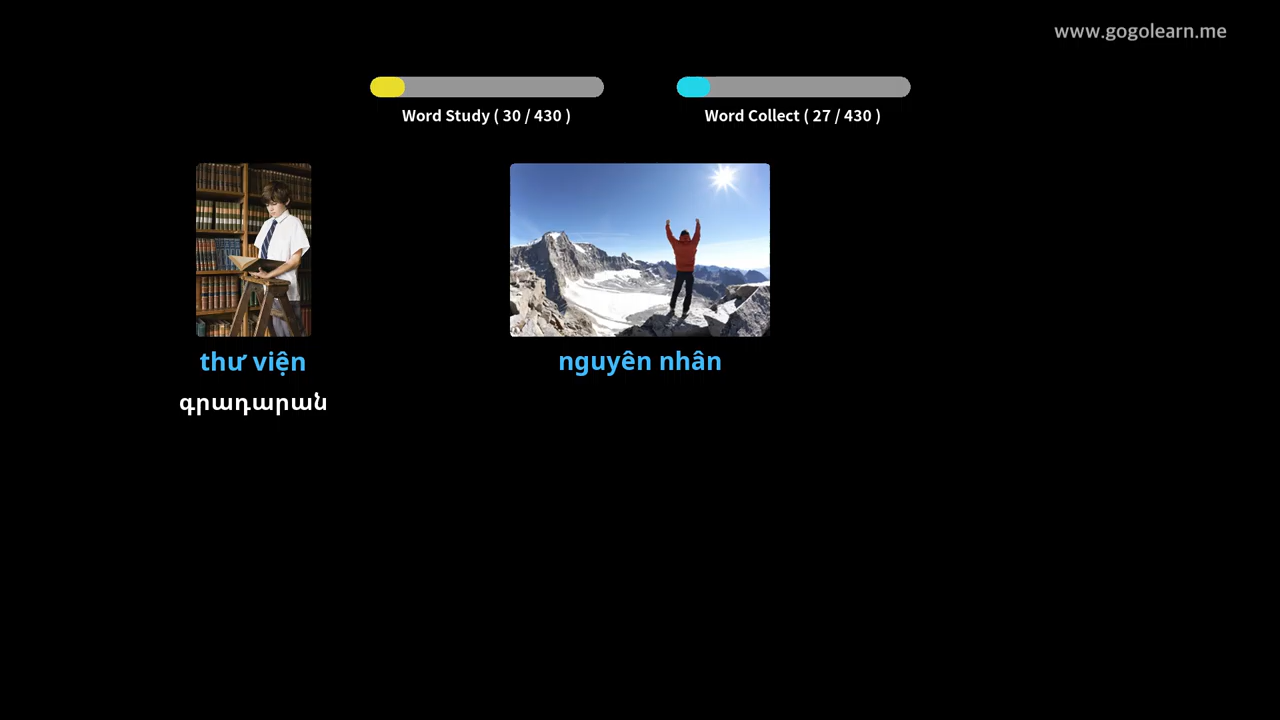 www.gogolearn.me
Word Study ( 30 / 430 )
Word Collect ( 27 / 430 )
thư viện
nguyên nhân
գրադարան